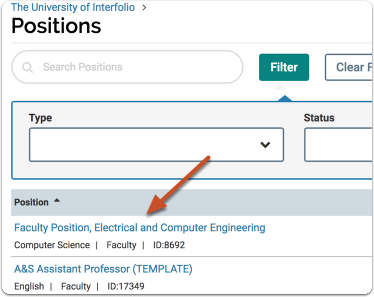 The University of Interfolio
Positions
Search Positions
Filter
Clear F
Type
Status
Position
Faculty Position, Electrical and Computer Engineering
Computer Science | Faculty | ID:8692
A&S Assistant Professor (TEMPLATE)
English | Faculty | ID:17349